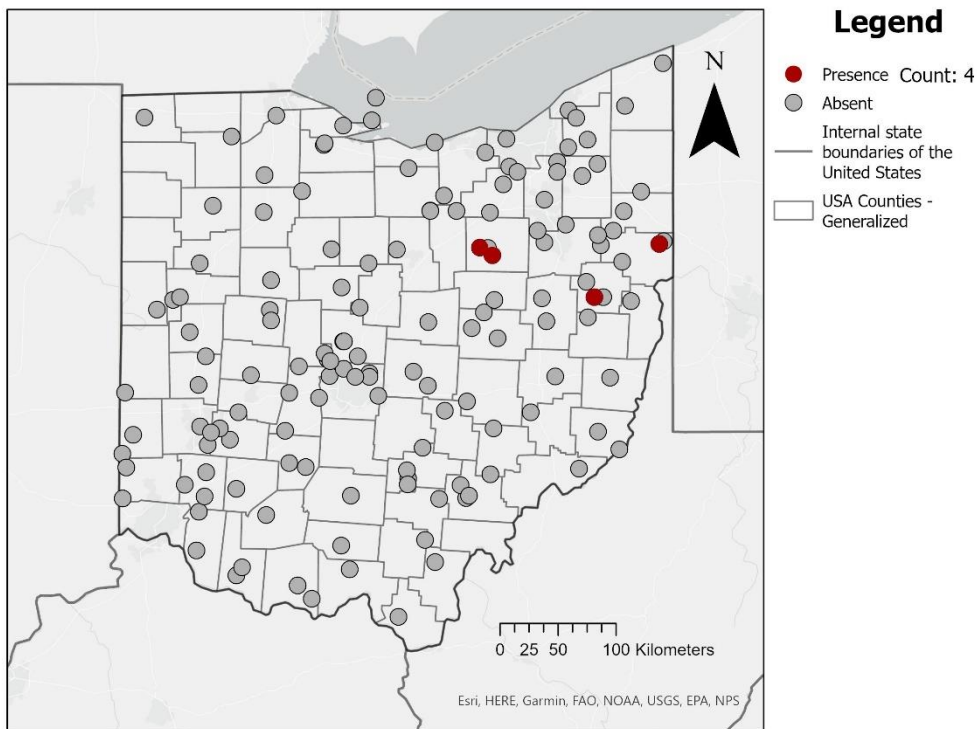 Legend
N
Presence Count: 4
Absent
Internal state
boundaries of the
United States
USA Counties -
Generalized
0 25 50 100 Kilometers
Esri, HERE, Garmin, FAO, NOAA, USGS, EPA, NPS